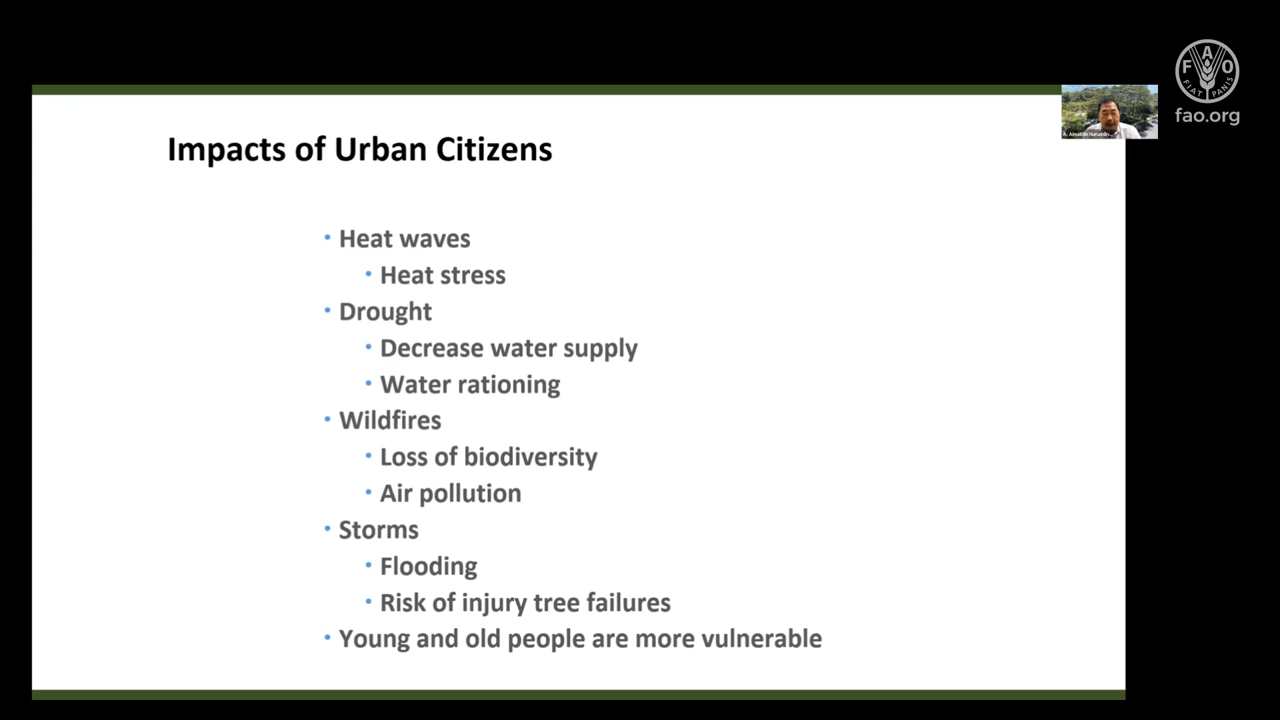 Impacts of Urban Citizens
• Heat waves
• Heat stress
• Drought
• Decrease water supply
• Water rationing
• Wildfires
• Loss of biodiversity
• Air pollution
• Storms
• Flooding
• Risk of injury tree failures
• Young and old people are more vulnerable
F A O
FIAT PANIS
fao.org